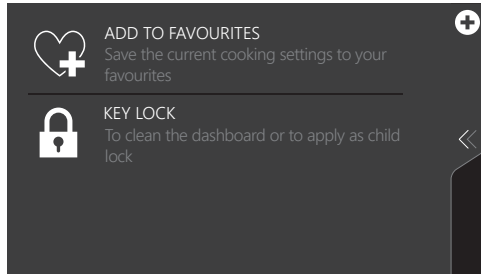 ADD TO FAVOURITES
Save the current cooking settings to your
favourites
KEY LOCK
To clean the dashboard or to apply as child
lock